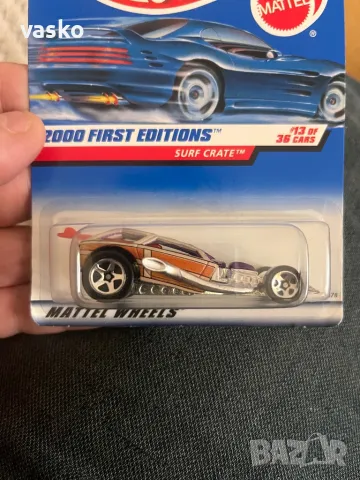 vasko
MATTEL
®
2000 FIRST EDITIONS™
#13 OF
36 CARS
SURF CRATE™
MATTEL WHEELS
bazar